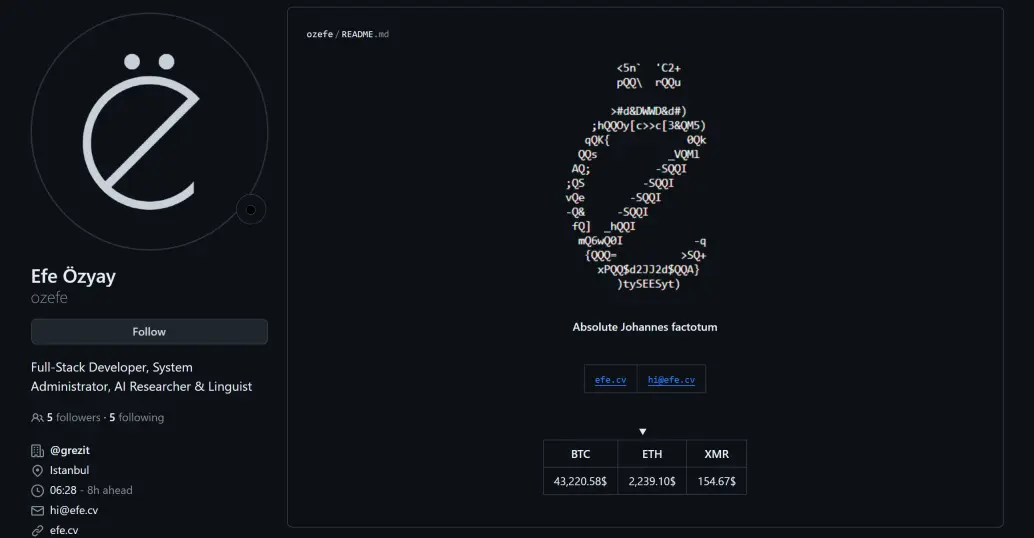 Efe Özyay
ozefe
Follow
Full-Stack Developer, System
Administrator, AI Researcher & Linguist
5 followers · 5 following
@grezit
Istanbul
06:28 - 8h ahead
hi@efe.cv
efe.cv
ozefe/README.md
<5n`  'C2+
pQQ\  rQQu
>#d&DWWD&d#)
;hQQOy[c>>c[3&QM5)
qQK{            0Qk
QQs           _VQMl
AQ;          -SQQI
;QS         -SQQI
vQe       -SQQI
-Q&     -SQQI
fQ]  _hQQI
mQ6wQ0I           -q
{QQQ=          >SQ+
xPQQ$d2JJ2d$QQA}
)tySEESyt)
Absolute Johannes factotum
efe.cv hi@efe.cv
▼
BTC ETH XMR
43,220.58$ 2,239.10$ 154.67$